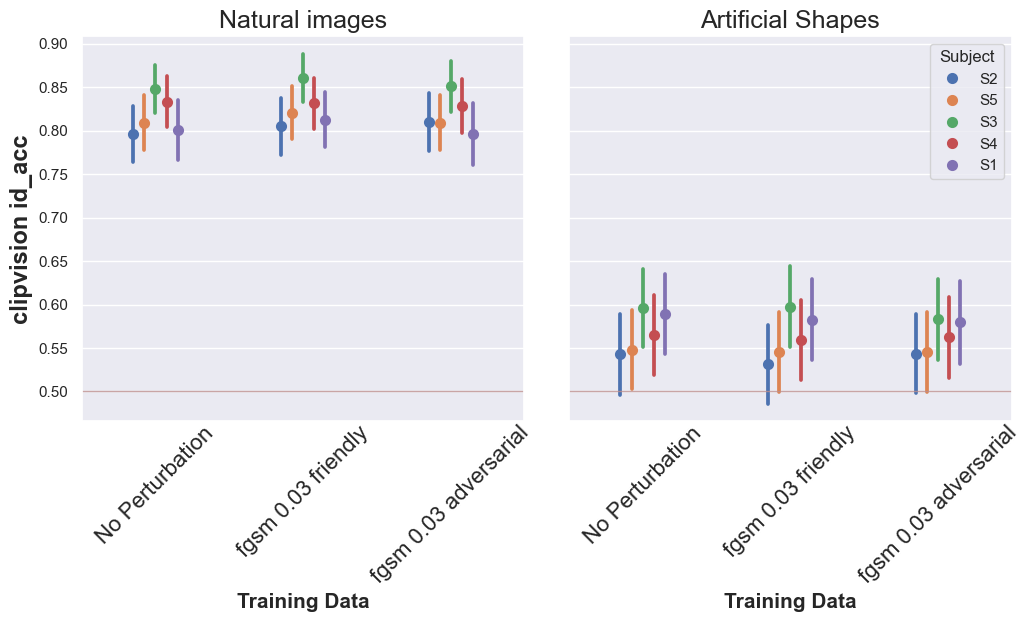 Natural images
Artificial Shapes
clipvision id_acc
0.90
0.85
0.80
0.75
0.70
0.65
0.60
0.55
0.50
Subject
S2
S5
S3
S4
S1
No Perturbation
fgsm 0.03 friendly
fgsm 0.03 adversarial
No Perturbation
fgsm 0.03 friendly
fgsm 0.03 adversarial
Training Data
Training Data